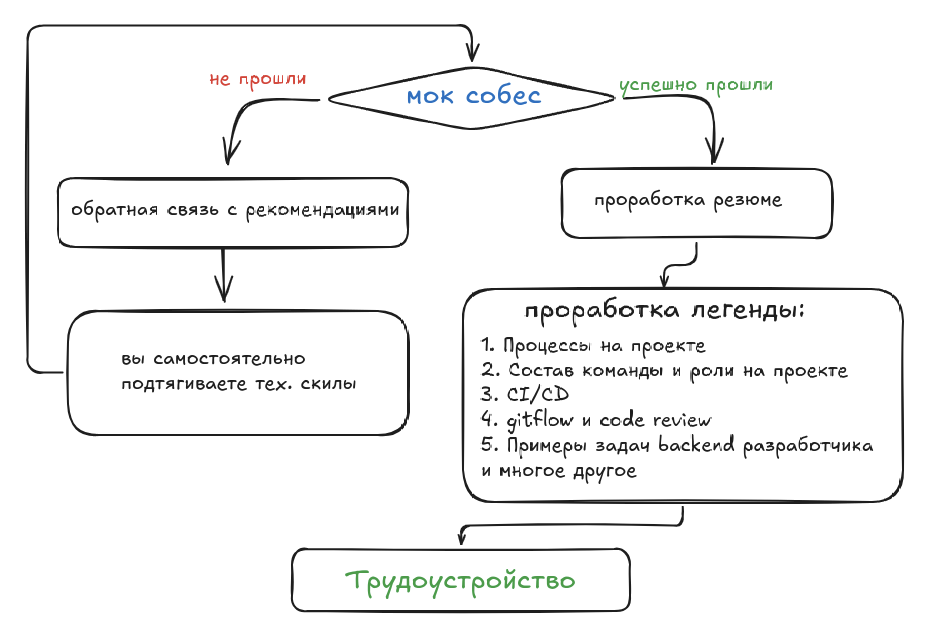 не прошли
мок собес
успешно прошли
обратная связь с рекомендациями
проработка резюме
вы самостоятельно
подтягиваете тех. скилы
проработка легенды:
1. Процессы на проекте
2. Состав команды и роли на проекте
3. CI/CD
4. gitflow и code review
5. Примеры задач backend разработчика
и многое другое
Трудоустройство